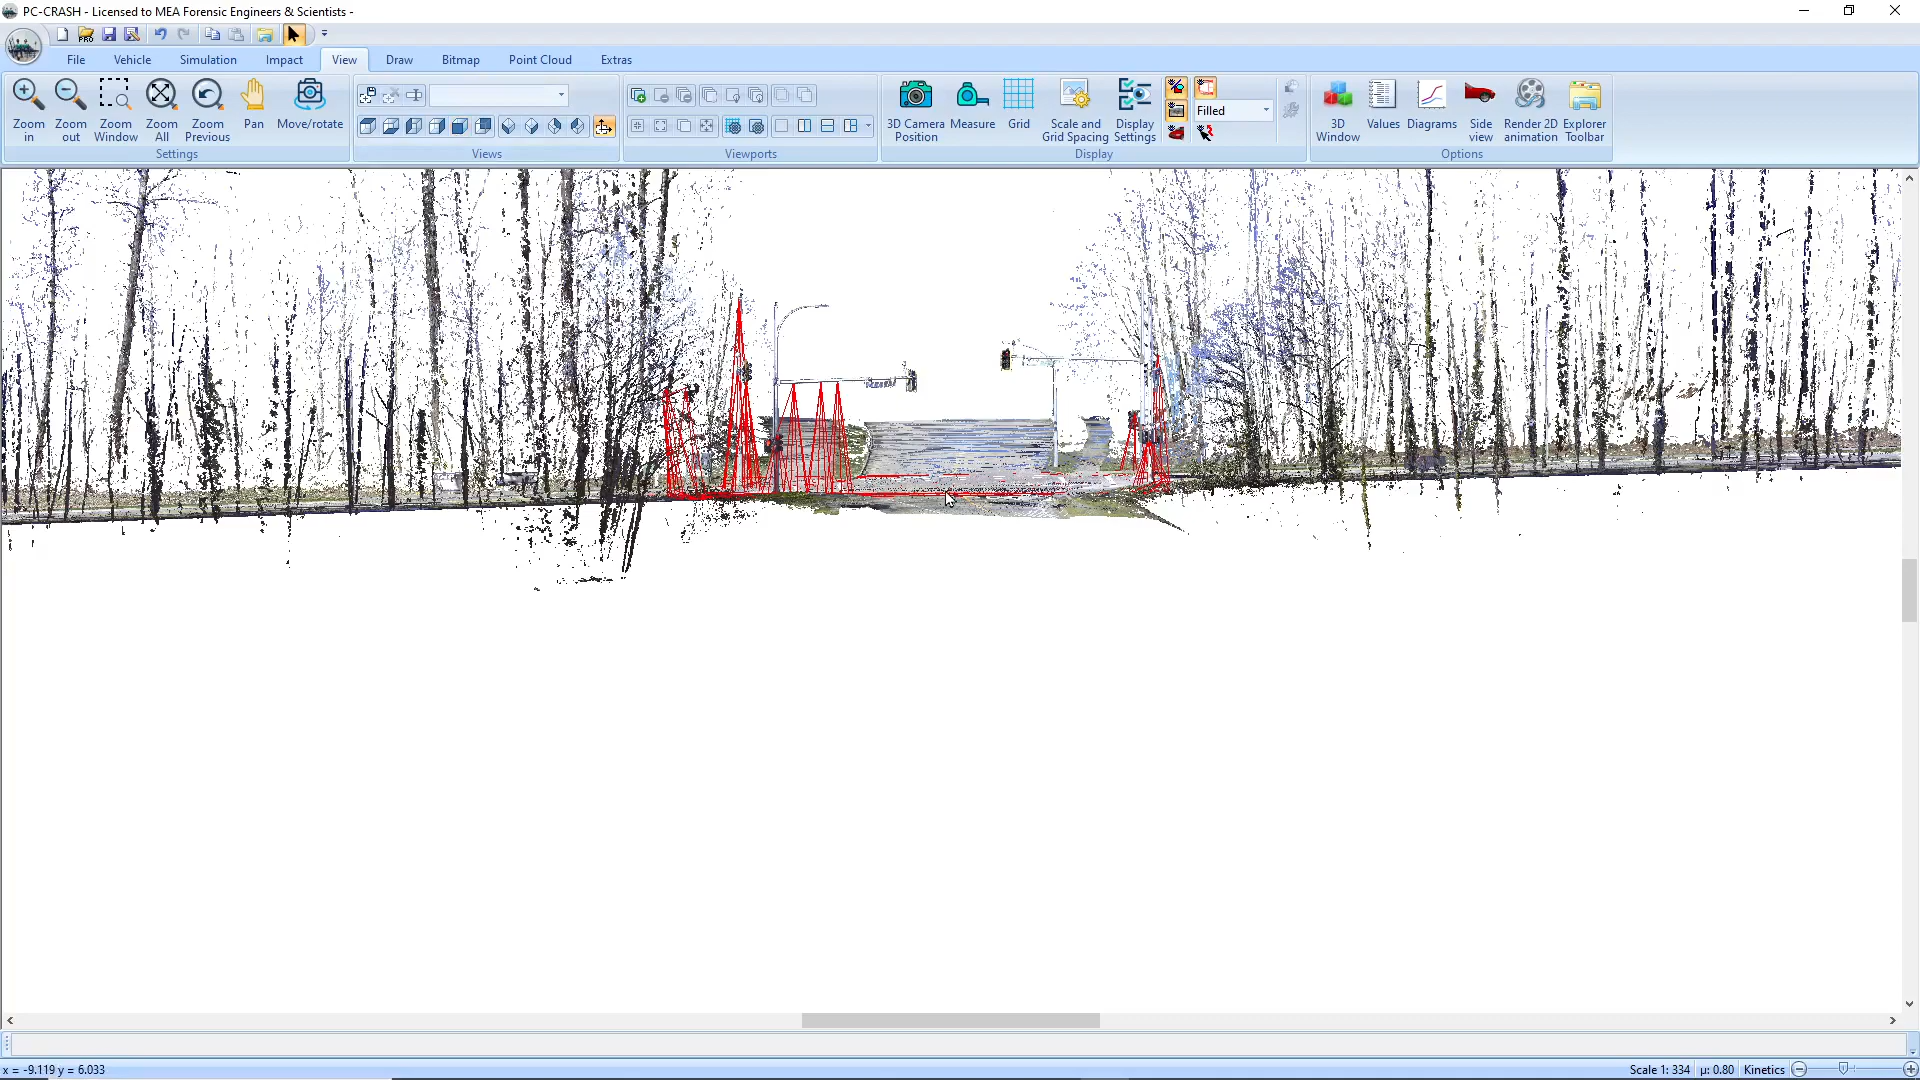 PC-CRASH - Licensed to MEA Forensic Engineers & Scientists -
PRO
File Vehicle Simulation Impact View Draw Bitmap Point Cloud Extras
Zoom in
Zoom out
Zoom Window
Zoom All
Zoom Previous
Pan
Move/rotate
Settings
Views
Viewports
3D Camera Position
Measure
Grid
Scale and Grid Spacing
Display Settings
Filled
Display
3D Window
Values
Diagrams
Side view
Render 2D animation
Explorer Toolbar
Options
x = -9.119 y = 6.033
Scale 1: 334 µ: 0.80 Kinetics